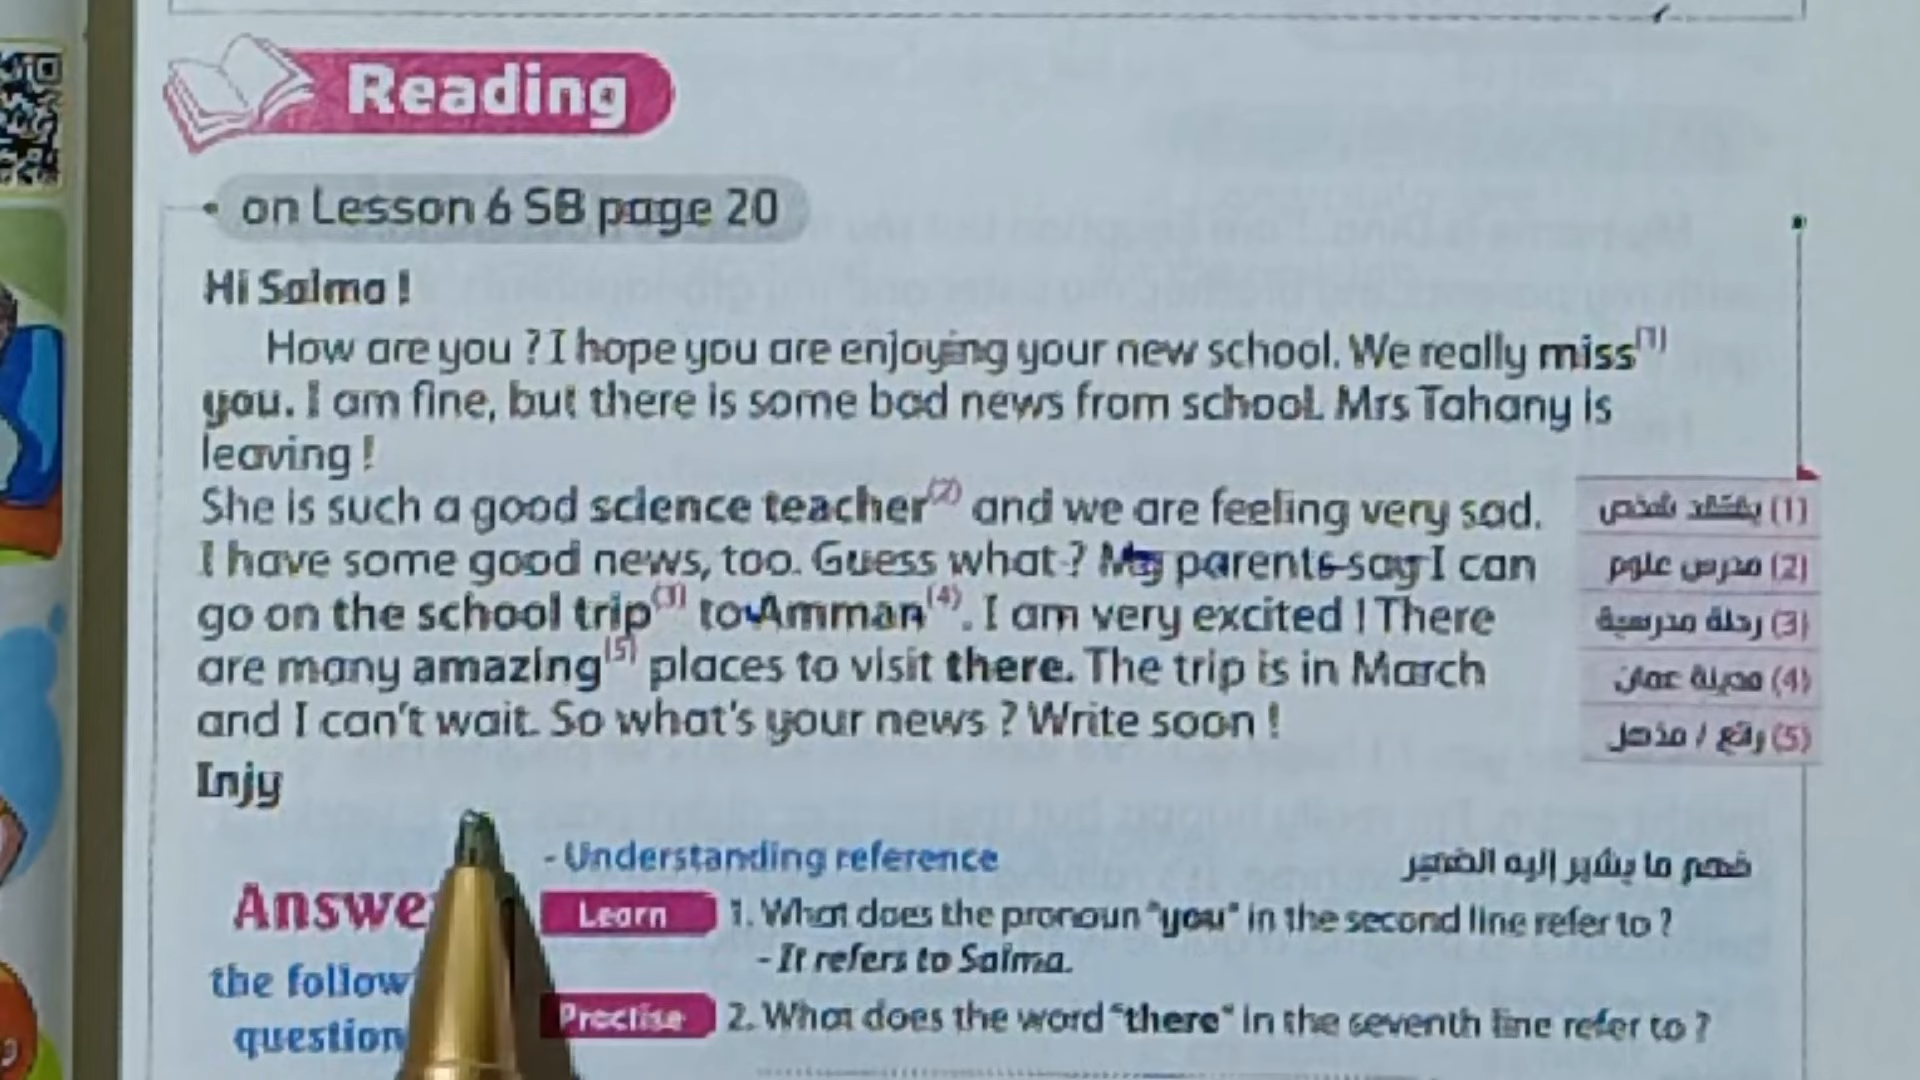 Reading
• on Lesson 6 SB page 20
Hi Salma !
How are you ? I hope you are enjoying your new school. We really miss(1)
you. I am fine, but there is some bad news from school. Mrs Tahany is
leaving !
She is such a good science teacher(2) and we are feeling very sad.
I have some good news, too. Guess what ? My parents say I can
go on the school trip(3) to Amman(4). I am very excited ! There
are many amazing(5) places to visit there. The trip is in March
and I can't wait. So what's your news ? Write soon !
Injy
(1) يفتقد شخص
(2) مدرس علوم
(3) رحلة مدرسية
(4) مدينة عمان
(5) رائع / مذهل
Answe
the follow
question
- Understanding reference
فهم ما يشير إليه الضمير
Learn 1. What does the pronoun "you" in the second line refer to ?
- It refers to Salma.
Practise 2. What does the word "there" in the seventh line refer to ?